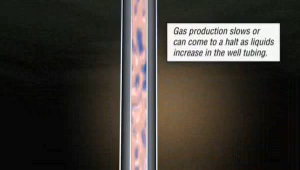 Gas production slows or
can come to a halt as liquids
increase in the well tubing.